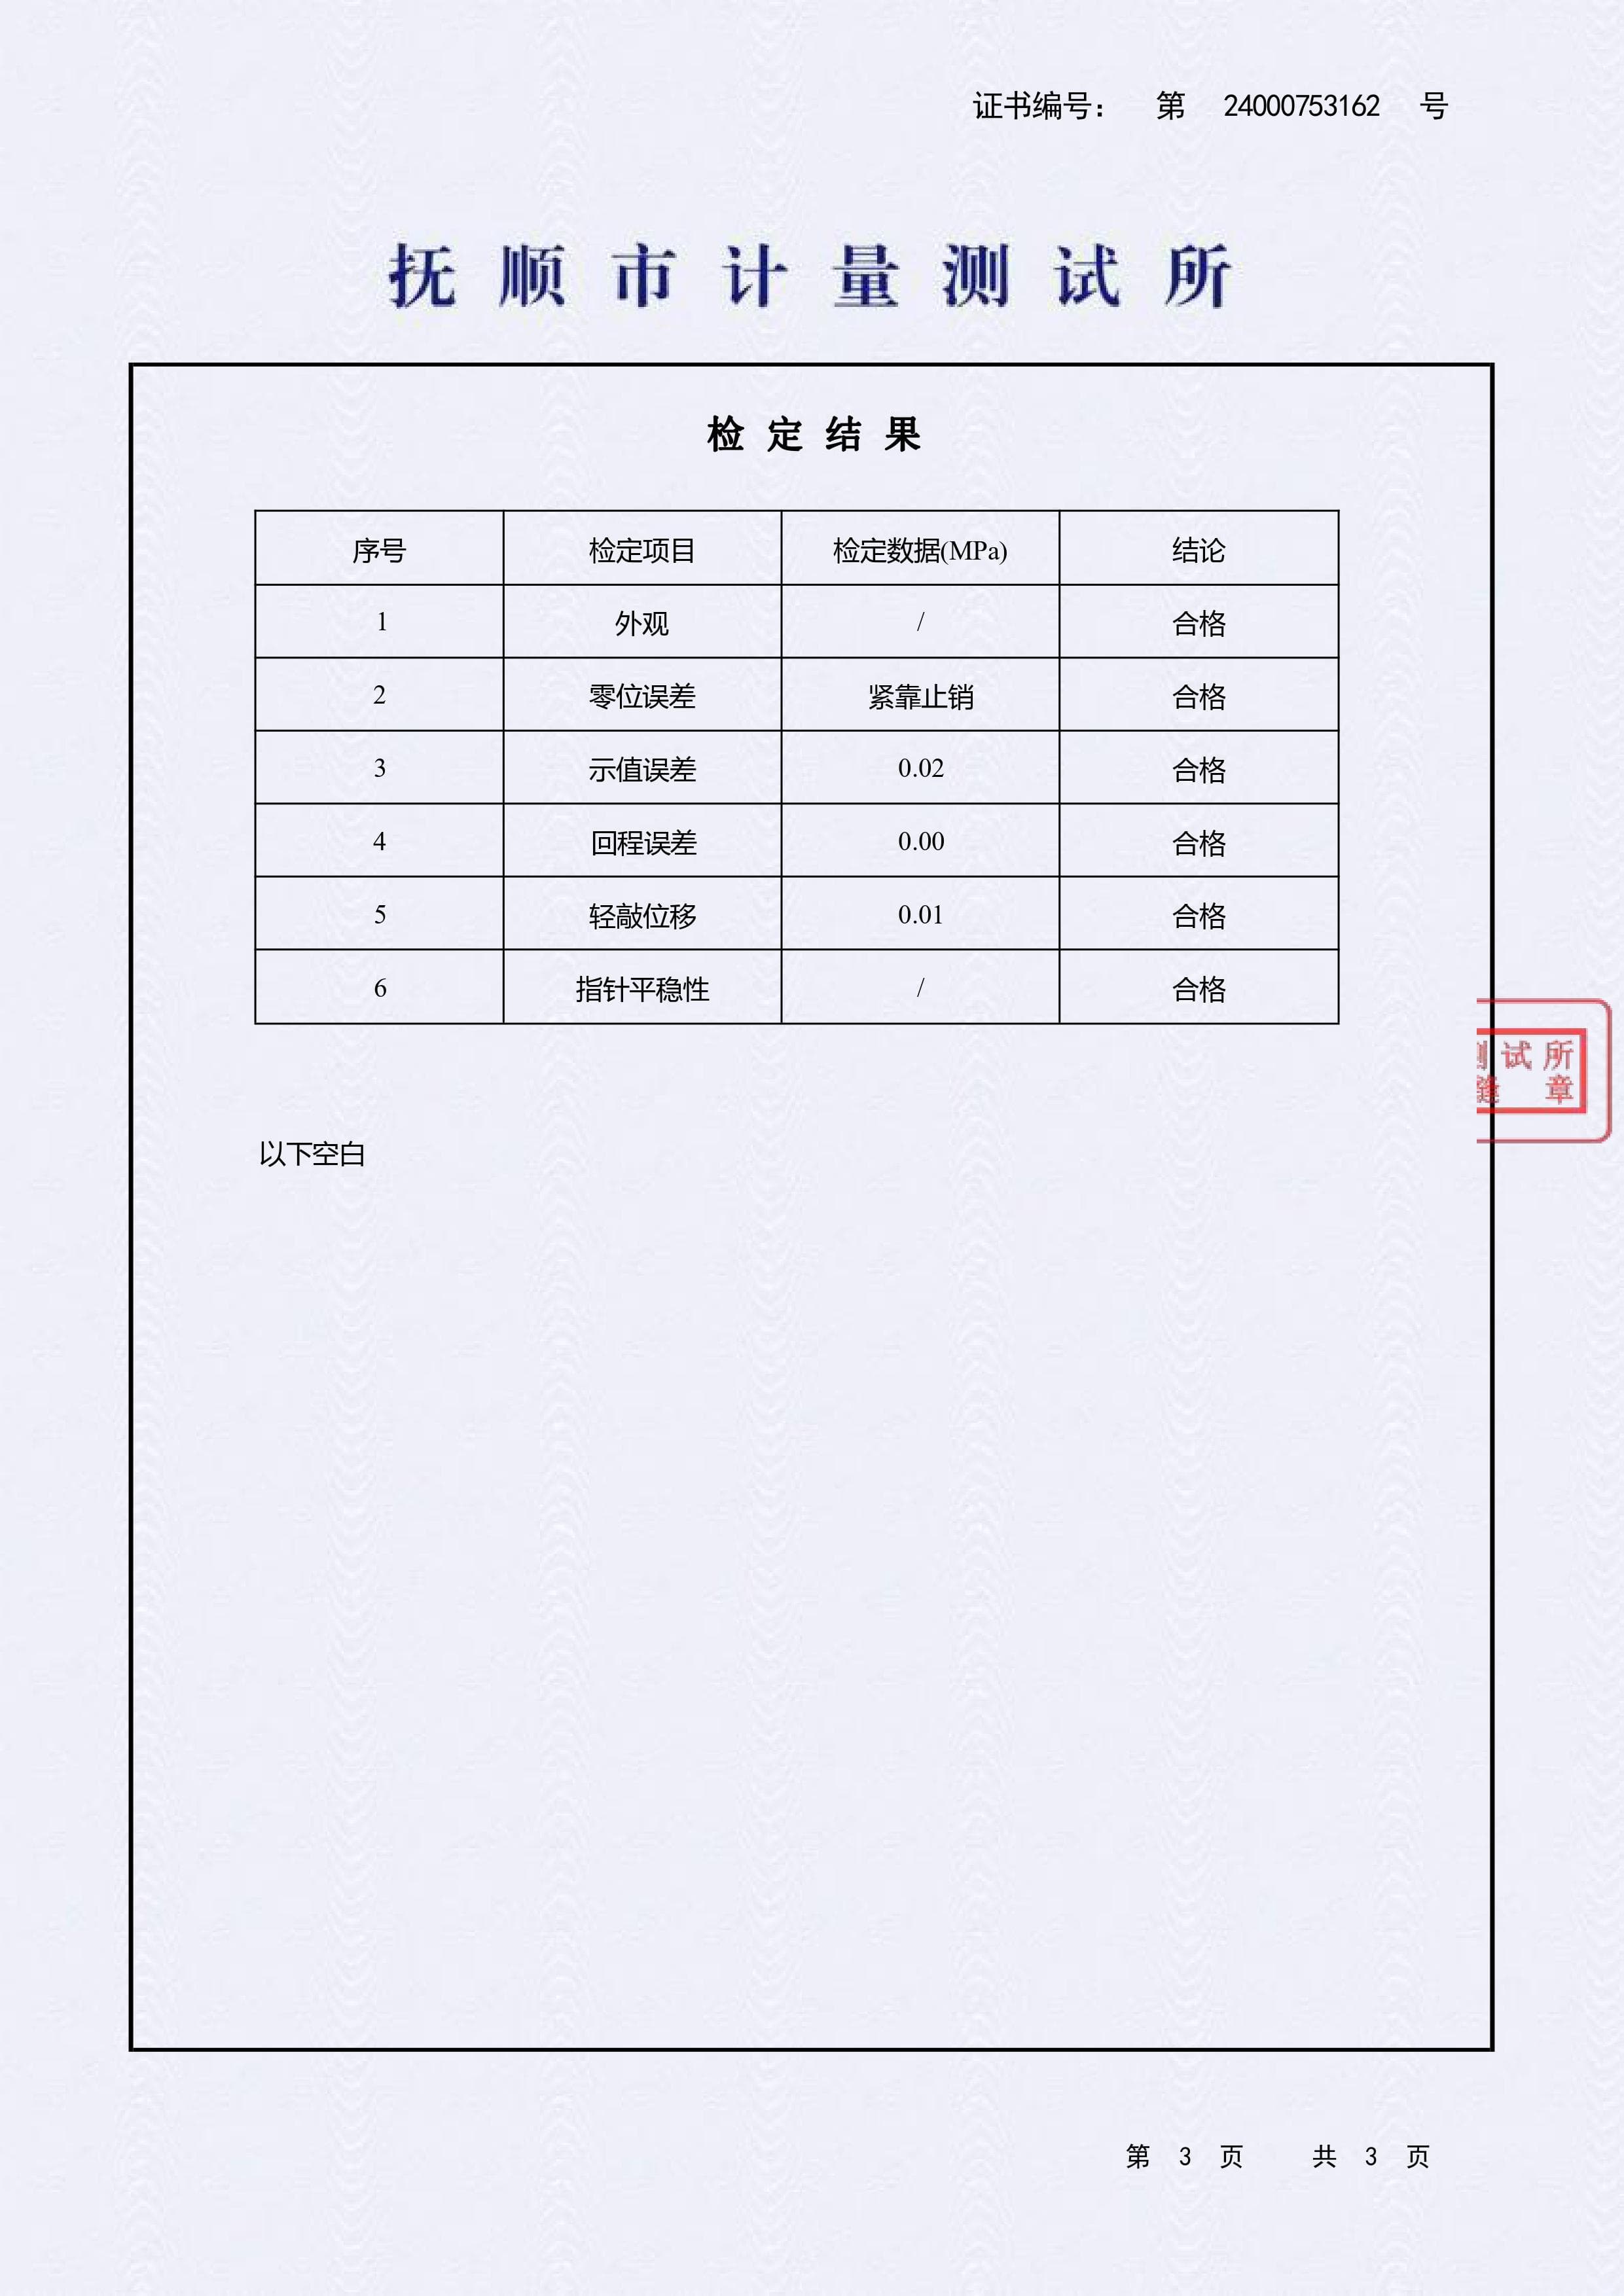 证书编号： 第 24000753162 号
抚顺市计量测试所
检定结果
序号 检定项目 检定数据(MPa) 结论
1 外观 / 合格
2 零位误差 紧靠止销 合格
3 示值误差 0.02 合格
4 回程误差 0.00 合格
5 轻敲位移 0.01 合格
6 指针平稳性 / 合格
试所
章
以下空白
第 3 页 共 3 页